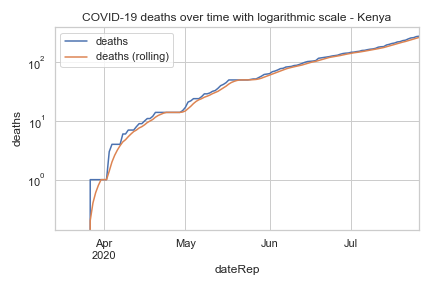 COVID-19 deaths over time with logarithmic scale - Kenya
deaths
deaths (rolling)
10²
10¹
10⁰
deaths
Apr
2020
May
Jun
Jul
dateRep